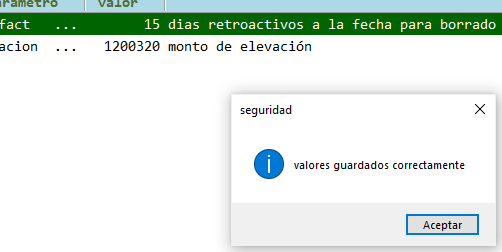 parámetro valor
fact ... 15 dias retroactivos a la fecha para borrado
acion ... 1200320 monto de elevación
seguridad
valores guardados correctamente
Aceptar